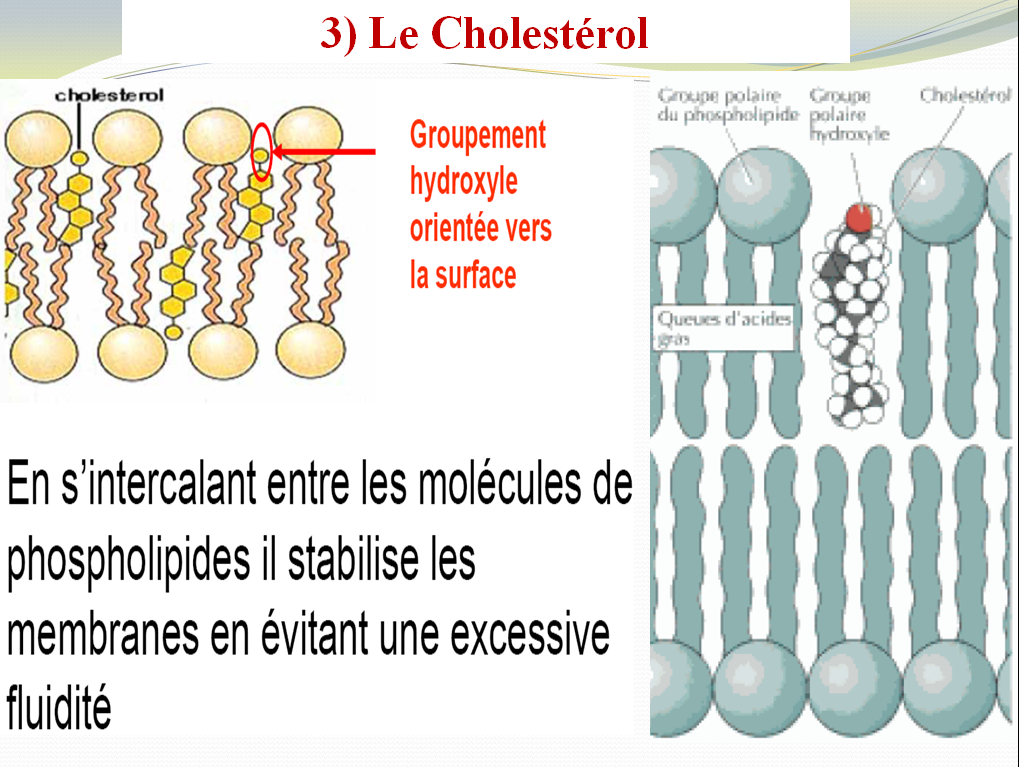 3) Le Cholestérol
cholesterol
Groupement
hydroxyle
orientée vers
la surface
Groupe polaire
du phospholipide
Groupe
polaire
hydroxyle
Cholestérol
Queues d'acides
gras
En s’intercalant entre les molécules de
phospholipides il stabilise les
membranes en évitant une excessive
fluidité